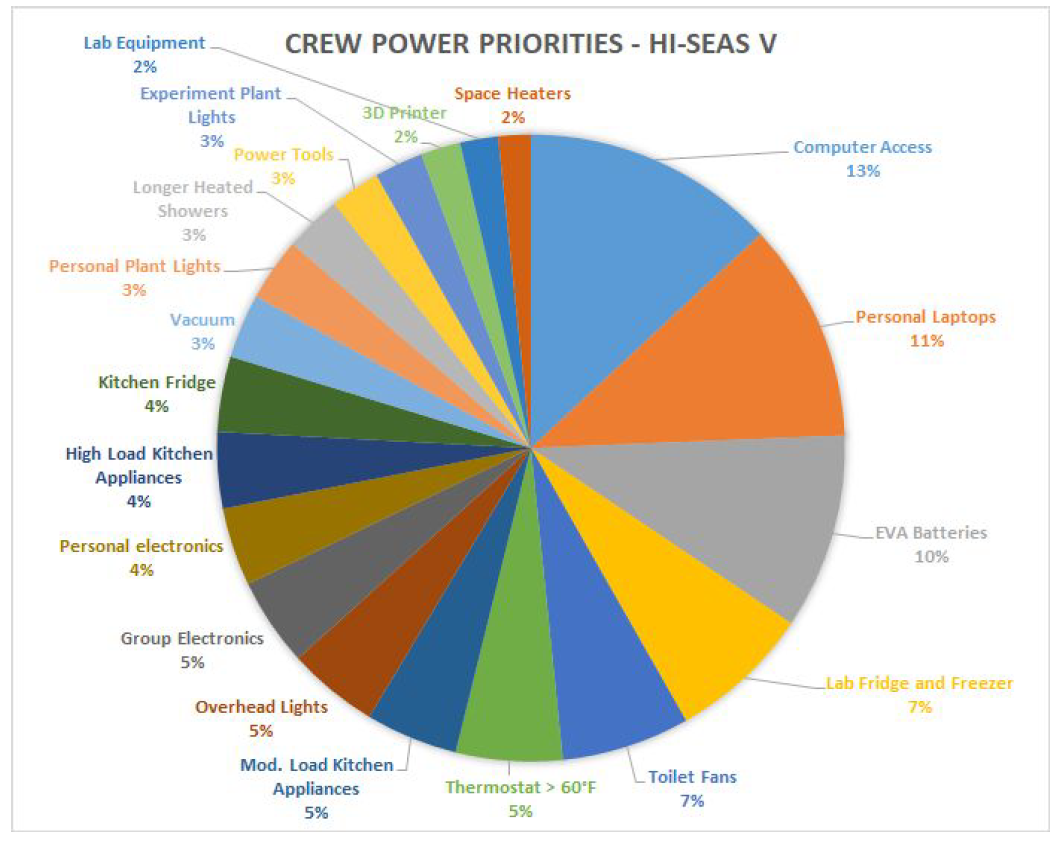 CREW POWER PRIORITIES - HI-SEAS V
Space Heaters
2%
Computer Access
13%
Personal Laptops
11%
EVA Batteries
10%
Lab Fridge and Freezer
7%
Toilet Fans
7%
Thermostat > 60°F
5%
Mod. Load Kitchen
Appliances
5%
Overhead Lights
5%
Group Electronics
5%
Personal electronics
4%
High Load Kitchen
Appliances
4%
Kitchen Fridge
4%
Vacuum
3%
Personal Plant Lights
3%
Longer Heated
Showers
3%
Power Tools
3%
Experiment Plant
Lights
3%
3D Printer
2%
Lab Equipment
2%